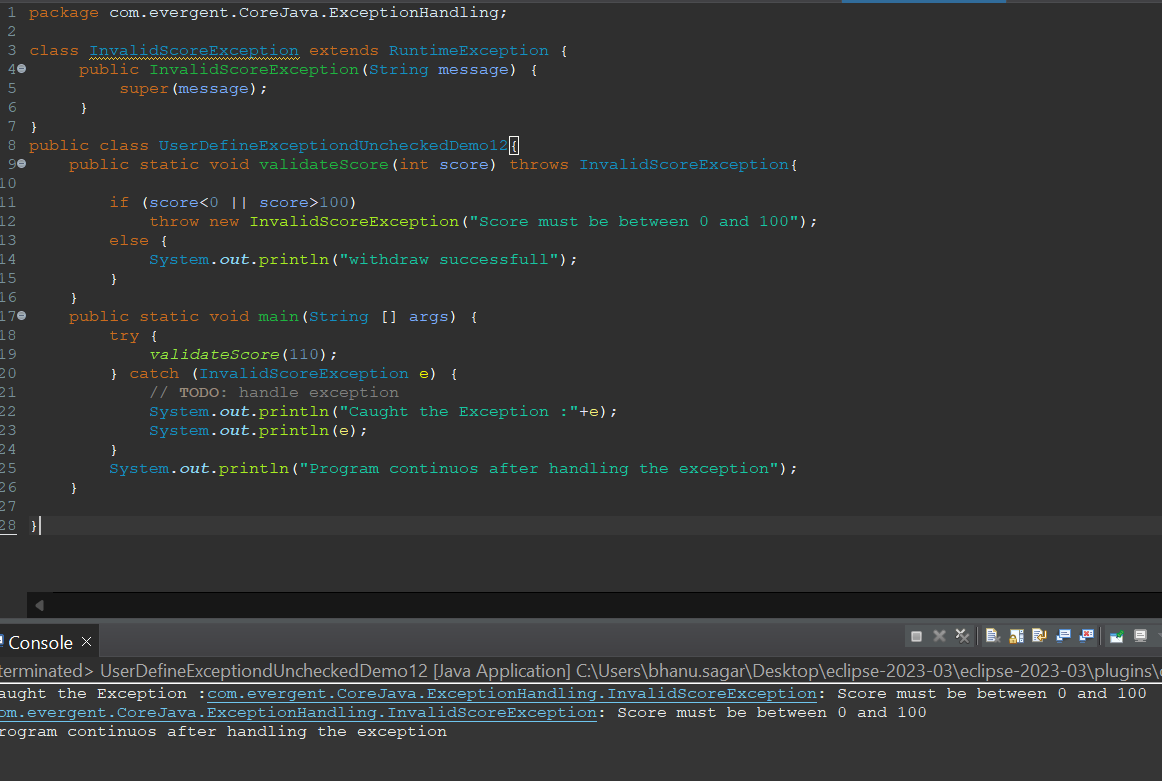 1 package com.evergent.CoreJava.ExceptionHandling;
2
3 class InvalidScoreException extends RuntimeException {
4 public InvalidScoreException(String message) {
5 super(message);
6 }
7 }
8 public class UserDefineExceptiondUncheckedDemo12{
9 public static void validateScore(int score) throws InvalidScoreException{
10
11 if (score<0 || score>100)
12 throw new InvalidScoreException("Score must be between 0 and 100");
13 else {
14 System.out.println("withdraw successfull");
15 }
16 }
17 public static void main(String [] args) {
18 try {
19 validateScore(110);
20 } catch (InvalidScoreException e) {
21 // TODO: handle exception
22 System.out.println("Caught the Exception :"+e);
23 System.out.println(e);
24 }
25 System.out.println("Program continuos after handling the exception");
26 }
27
28 }
Console
terminated> UserDefineExceptiondUncheckedDemo12 [Java Application] C:\Users\bhanu.sagar\Desktop\eclipse-2023-03\eclipse-2023-03\plugins\
aught the Exception :com.evergent.CoreJava.ExceptionHandling.InvalidScoreException: Score must be between 0 and 100
om.evergent.CoreJava.ExceptionHandling.InvalidScoreException: Score must be between 0 and 100
rogram continuos after handling the exception